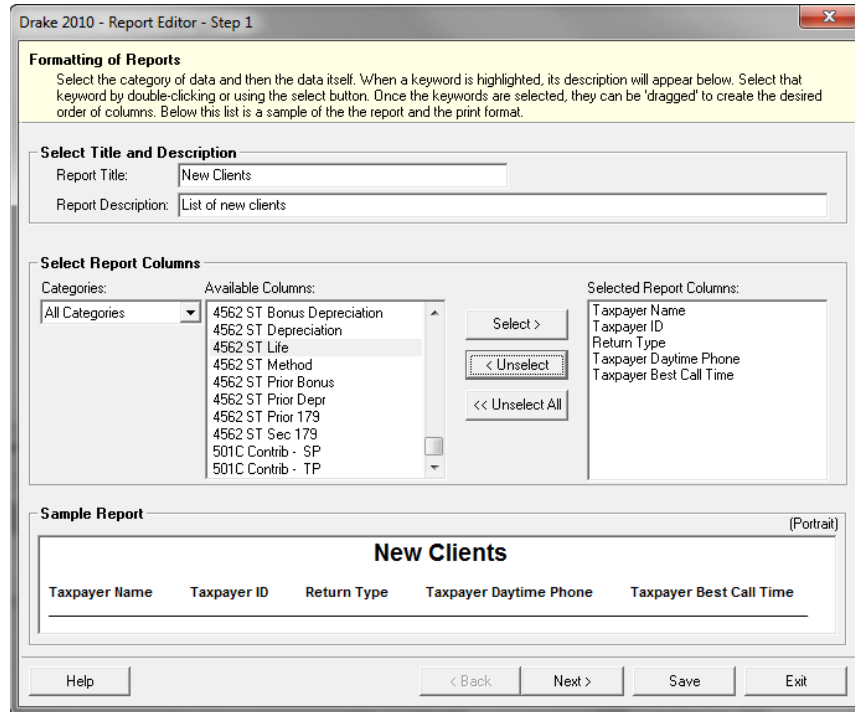 Drake 2010 - Report Editor - Step 1
Formatting of Reports
Select the category of data and then the data itself. When a keyword is highlighted, its description will appear below. Select that
keyword by double-clicking or using the select button. Once the keywords are selected, they can be 'dragged' to create the desired
order of columns. Below this list is a sample of the the report and the print format.
Select Title and Description
Report Title: New Clients
Report Description: List of new clients
Select Report Columns
Categories:
All Categories
Available Columns:
4562 ST Bonus Depreciation
4562 ST Depreciation
4562 ST Life
4562 ST Method
4562 ST Prior Bonus
4562 ST Prior Depr
4562 ST Prior 179
4562 ST Sec 179
501C Contrib - SP
501C Contrib - TP
Select >
< Unselect
<< Unselect All
Selected Report Columns:
Taxpayer Name
Taxpayer ID
Return Type
Taxpayer Daytime Phone
Taxpayer Best Call Time
Sample Report
(Portrait)
New Clients
Taxpayer Name Taxpayer ID Return Type Taxpayer Daytime Phone Taxpayer Best Call Time
Help < Back Next > Save Exit